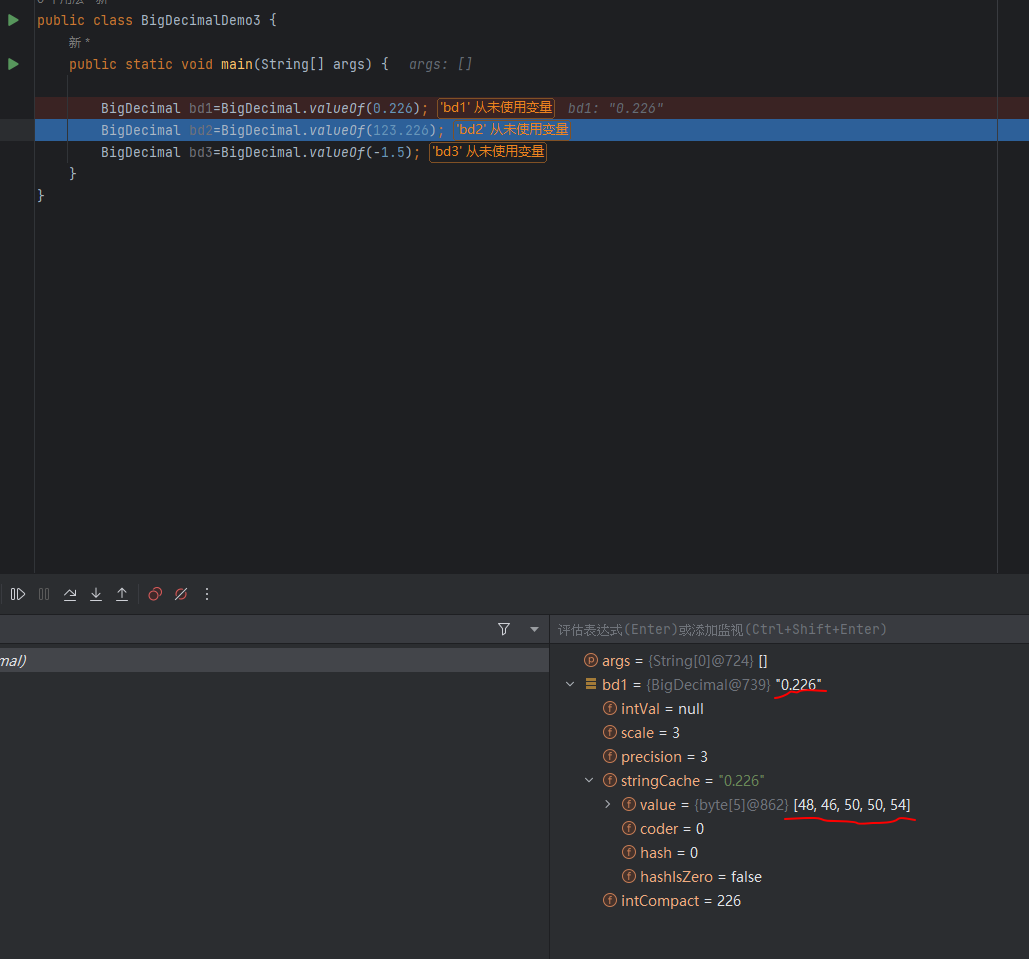 public class BigDecimalDemo3 {
新 *
public static void main(String[] args) {   args: []
BigDecimal bd1=BigDecimal.valueOf(0.226); 'bd1' 从未使用变量 bd1: "0.226"
BigDecimal bd2=BigDecimal.valueOf(123.226); 'bd2' 从未使用变量
BigDecimal bd3=BigDecimal.valueOf(-1.5); 'bd3' 从未使用变量
}
}
评估表达式(Enter)或添加监视(Ctrl+Shift+Enter)
mal)
p args = {String[0]@724} []
bd1 = {BigDecimal@739} "0.226"
f intVal = null
f scale = 3
f precision = 3
f stringCache = "0.226"
f value = {byte[5]@862} [48, 46, 50, 50, 54]
f coder = 0
f hash = 0
f hashIsZero = false
f intCompact = 226